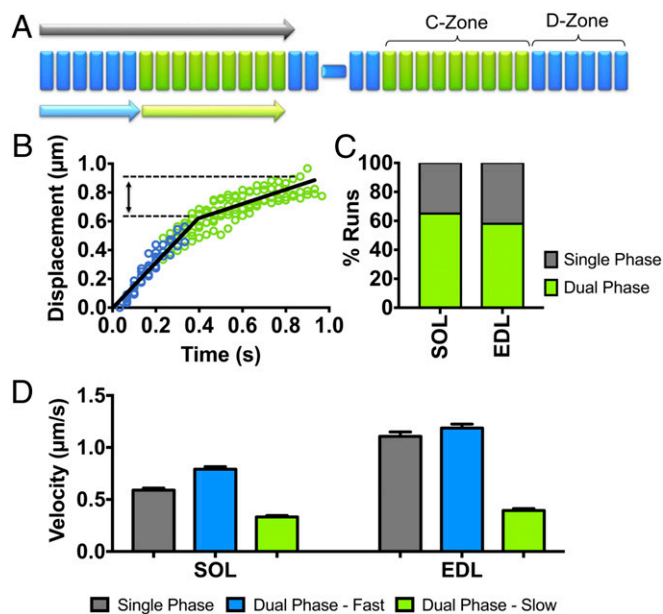 A
C-Zone
D-Zone
B
Displacement (µm)
1.0
0.8
0.6
0.4
0.2
0.0
0.0 0.2 0.4 0.6 0.8 1.0
Time (s)
C
% Runs
100
80
60
40
20
0
SOL
EDL
Single Phase
Dual Phase
D
Velocity (µm/s)
1.5
1.0
0.5
0.0
SOL
EDL
Single Phase
Dual Phase - Fast
Dual Phase - Slow